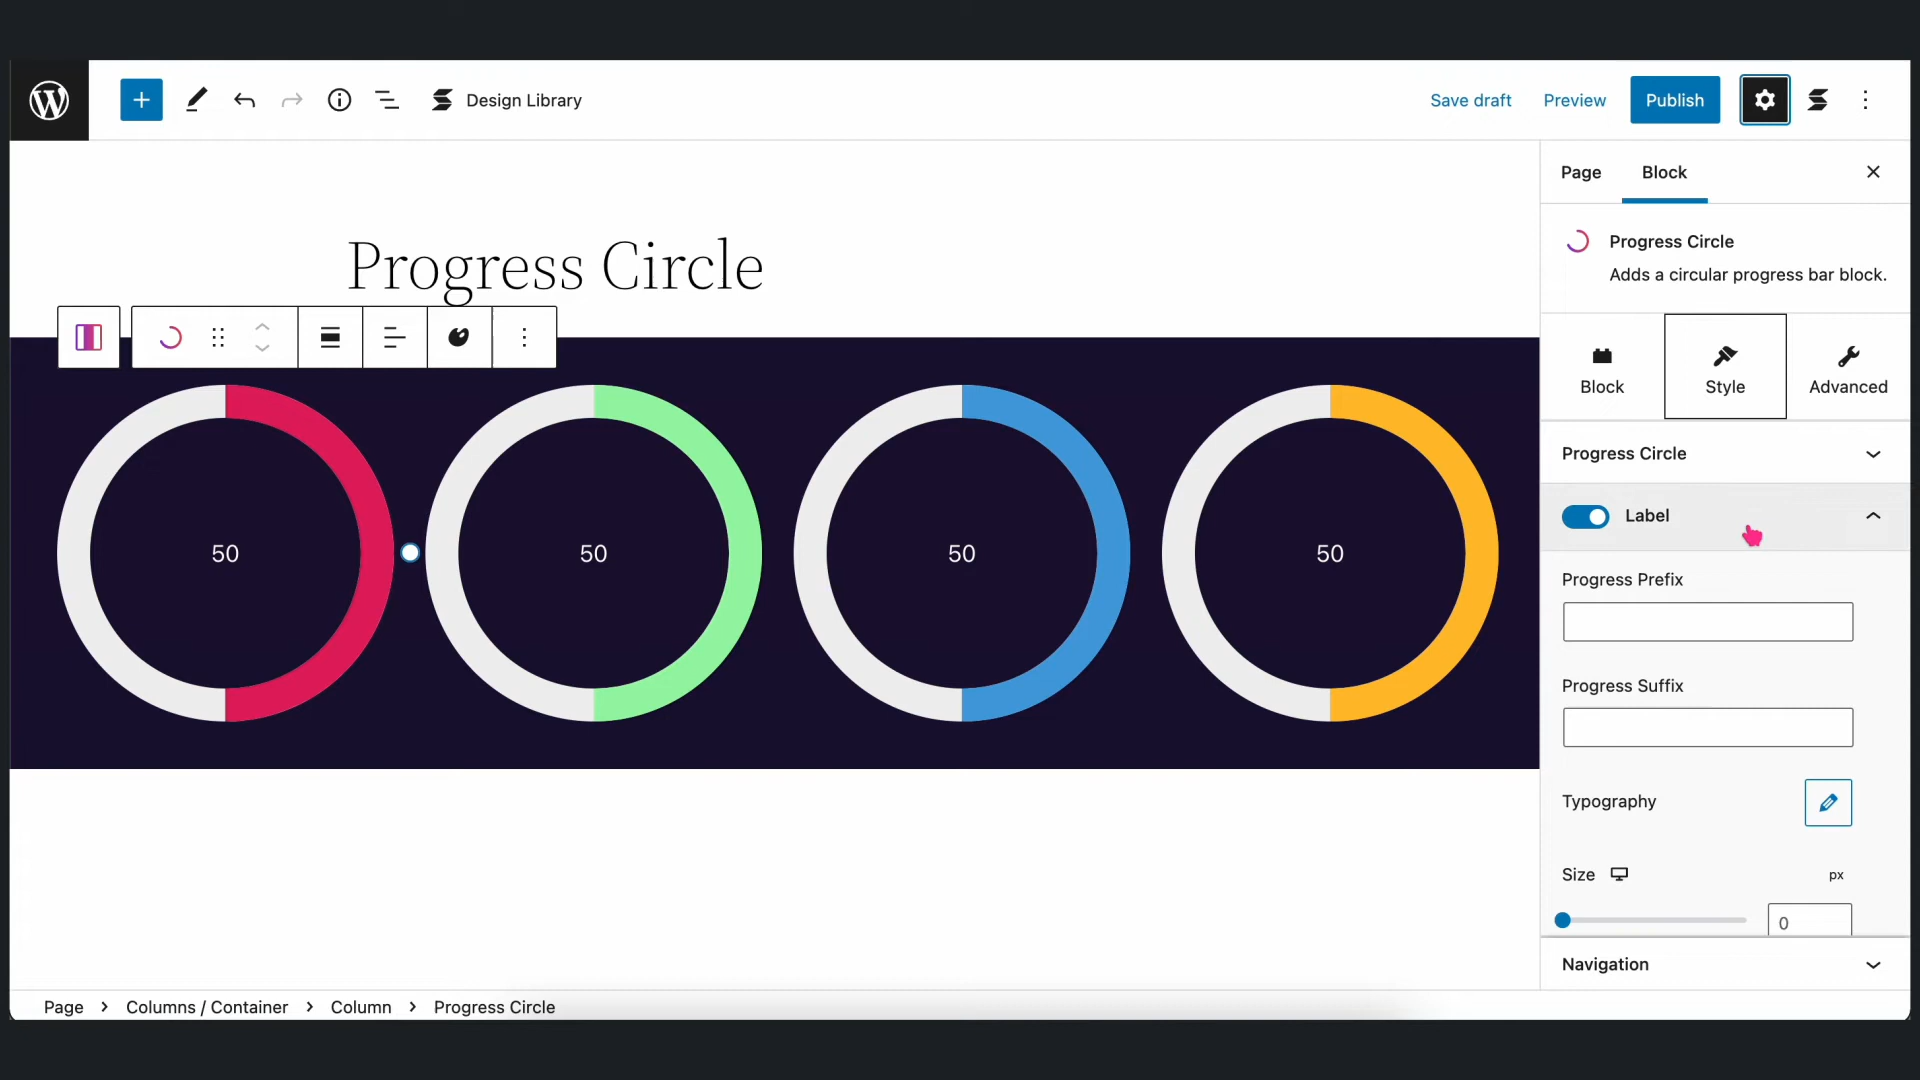 Design Library
Save draft
Preview
Publish
Page
Block
Progress Circle
Progress Circle
Adds a circular progress bar block.
Block
Style
Advanced
Progress Circle
Label
50
50
50
50
Progress Prefix
Progress Suffix
Typography
Size
px
0
Navigation
Page
Columns / Container
Column
Progress Circle